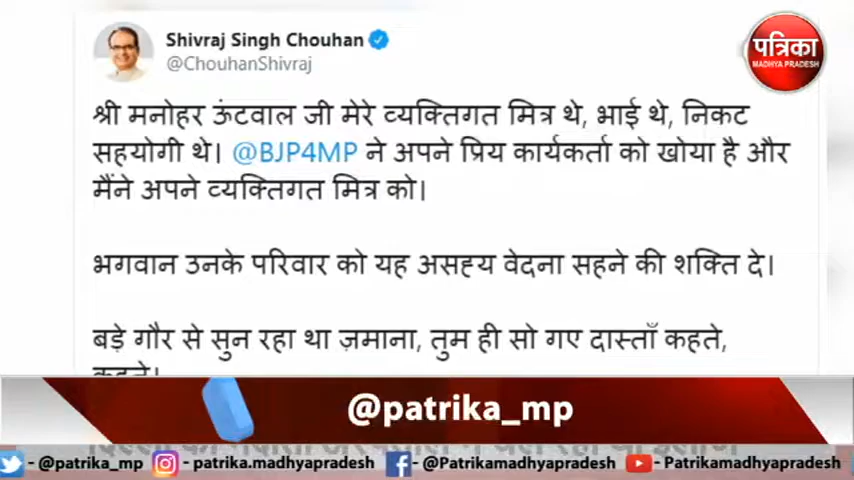 Shivraj Singh Chouhan
@ChouhanShivraj
पत्रिका
MADHYA PRADESH
श्री मनोहर ऊंटवाल जी मेरे व्यक्तिगत मित्र थे, भाई थे, निकट
सहयोगी थे। @BJP4MP ने अपने प्रिय कार्यकर्ता को खोया है और
मैंने अपने व्यक्तिगत मित्र को।
भगवान उनके परिवार को यह असह्य वेदना सहने की शक्ति दे।
बड़े गौर से सुन रहा था ज़माना, तुम ही सो गए दास्ताँ कहते,
कहते।
@patrika_mp
- @patrika_mp - patrika.madhyapradesh - @Patrikamadhyapradesh - Patrikamadhyapradesh